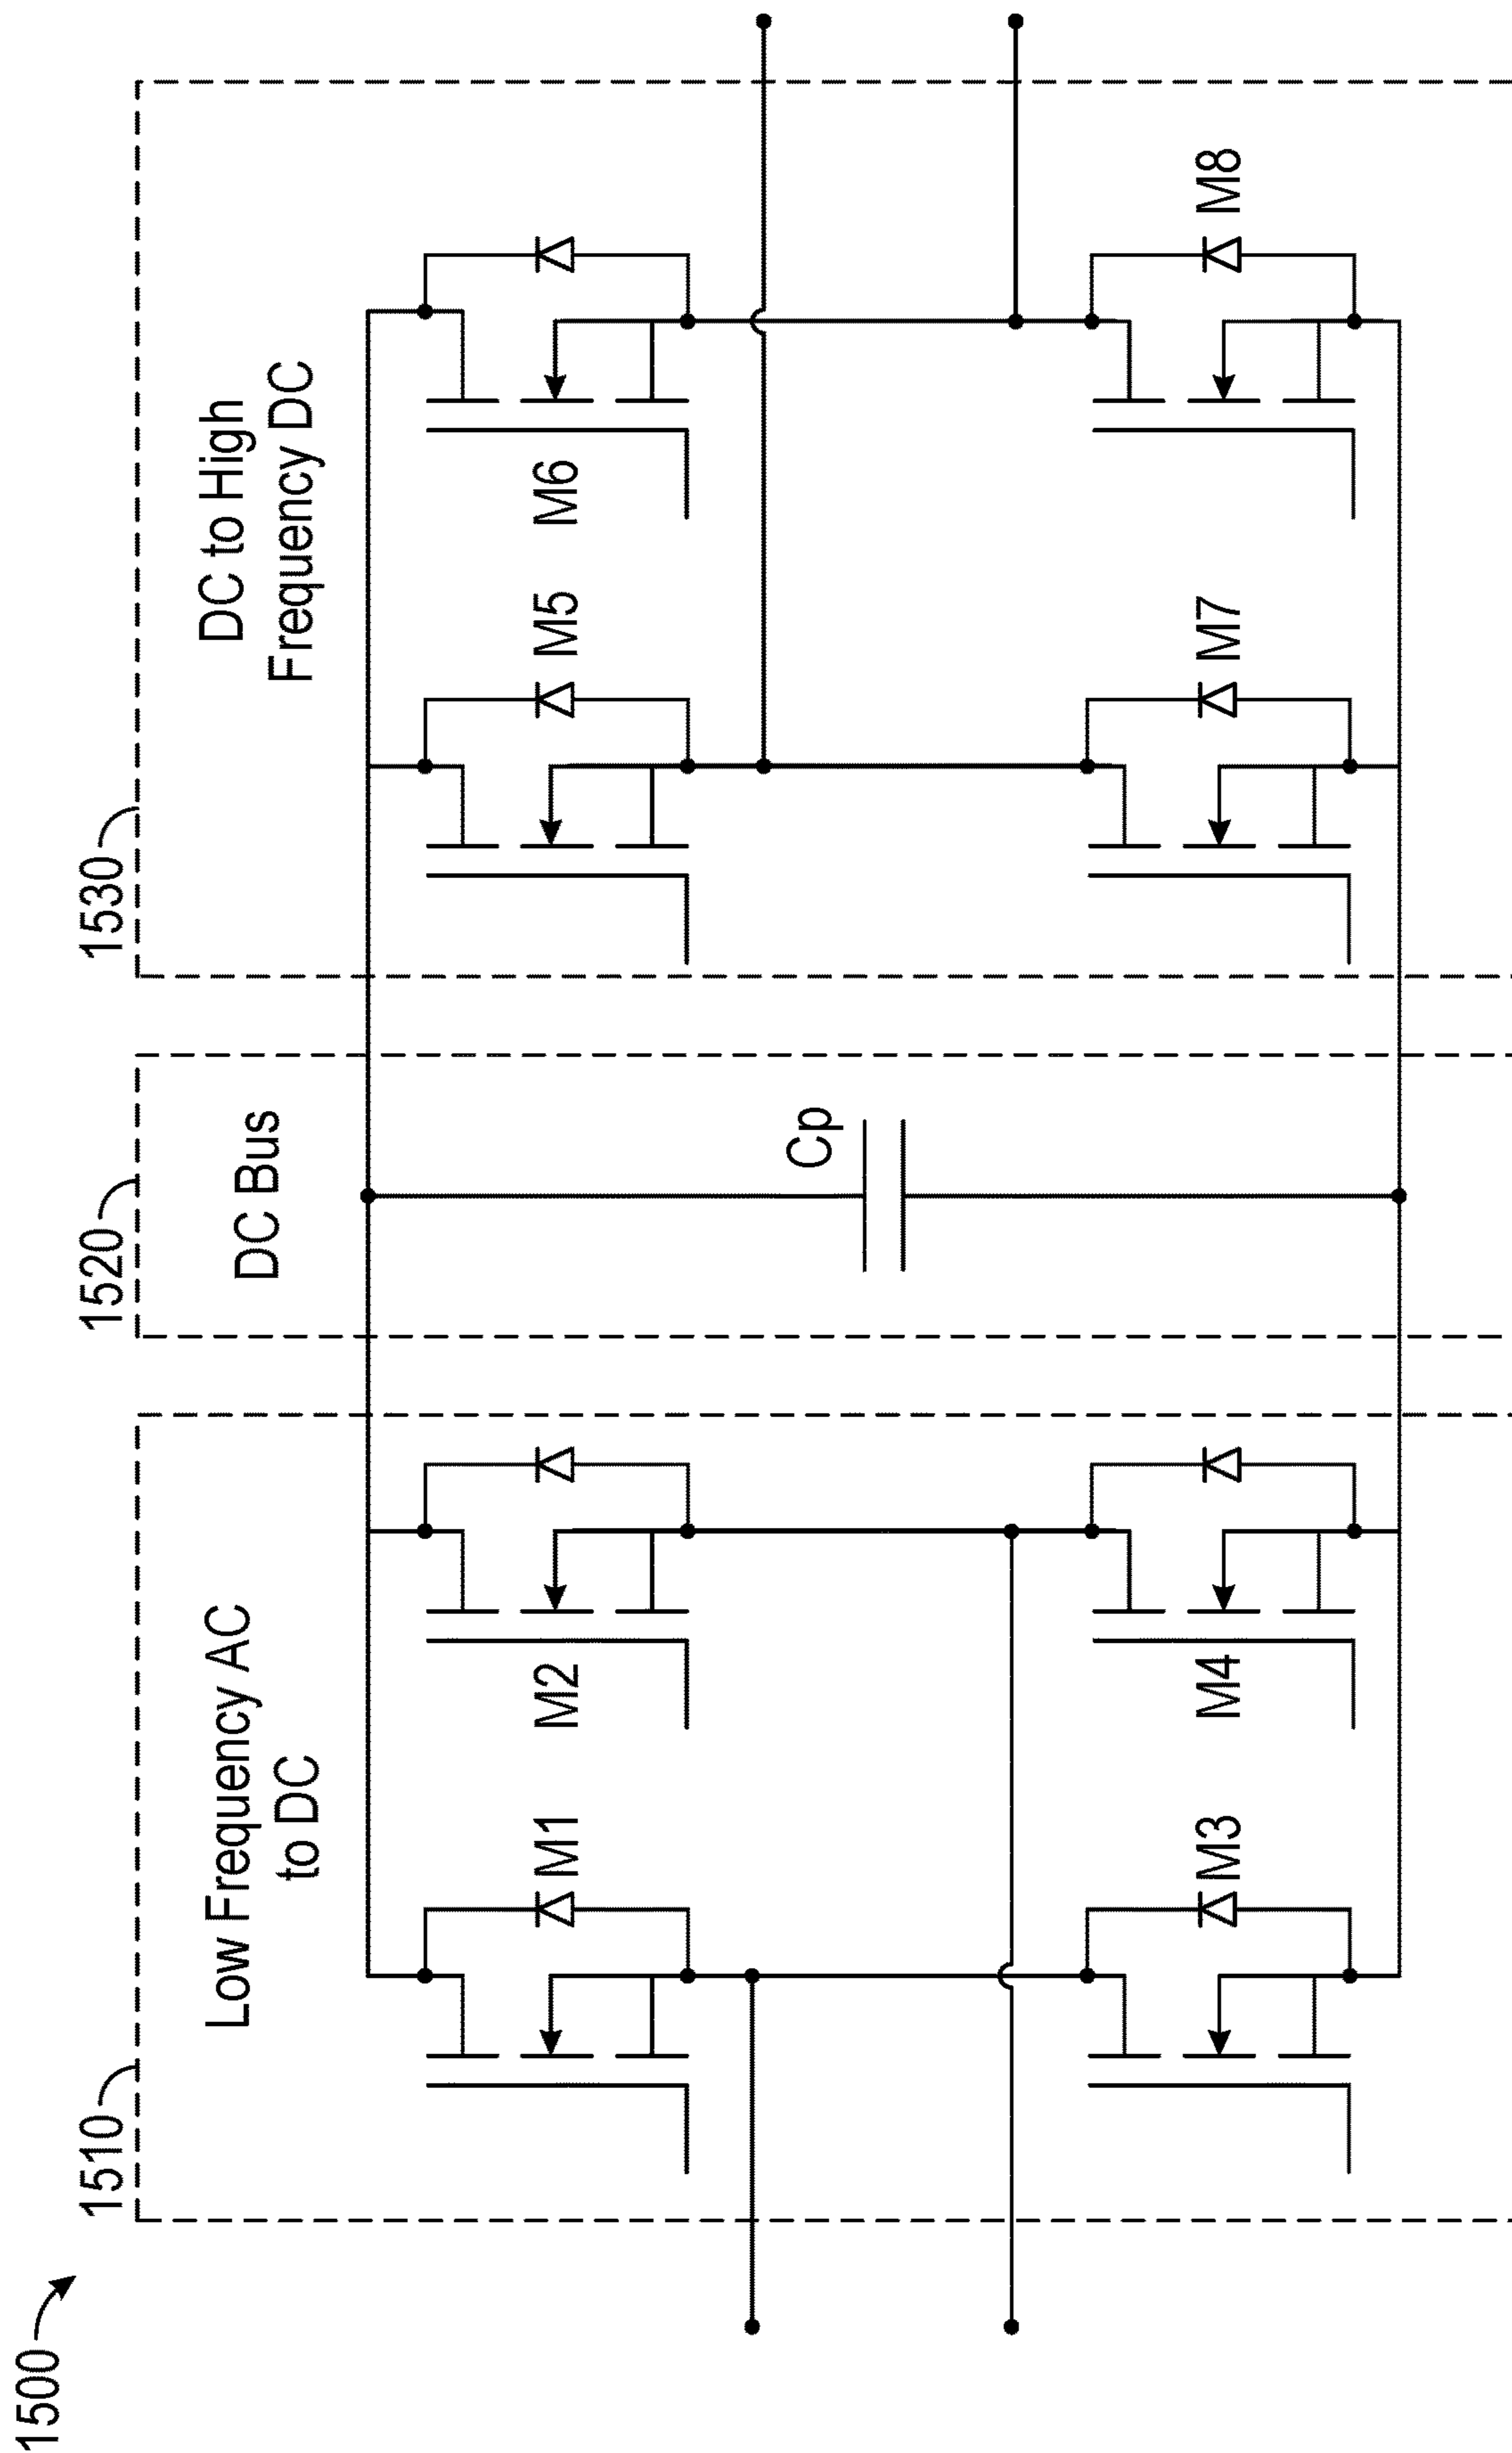 1500
1510
Low Frequency AC
to DC
M1
M2
M3
M4
1520
DC Bus
Cp
1530
DC to High
Frequency DC
M5
M6
M7
M8